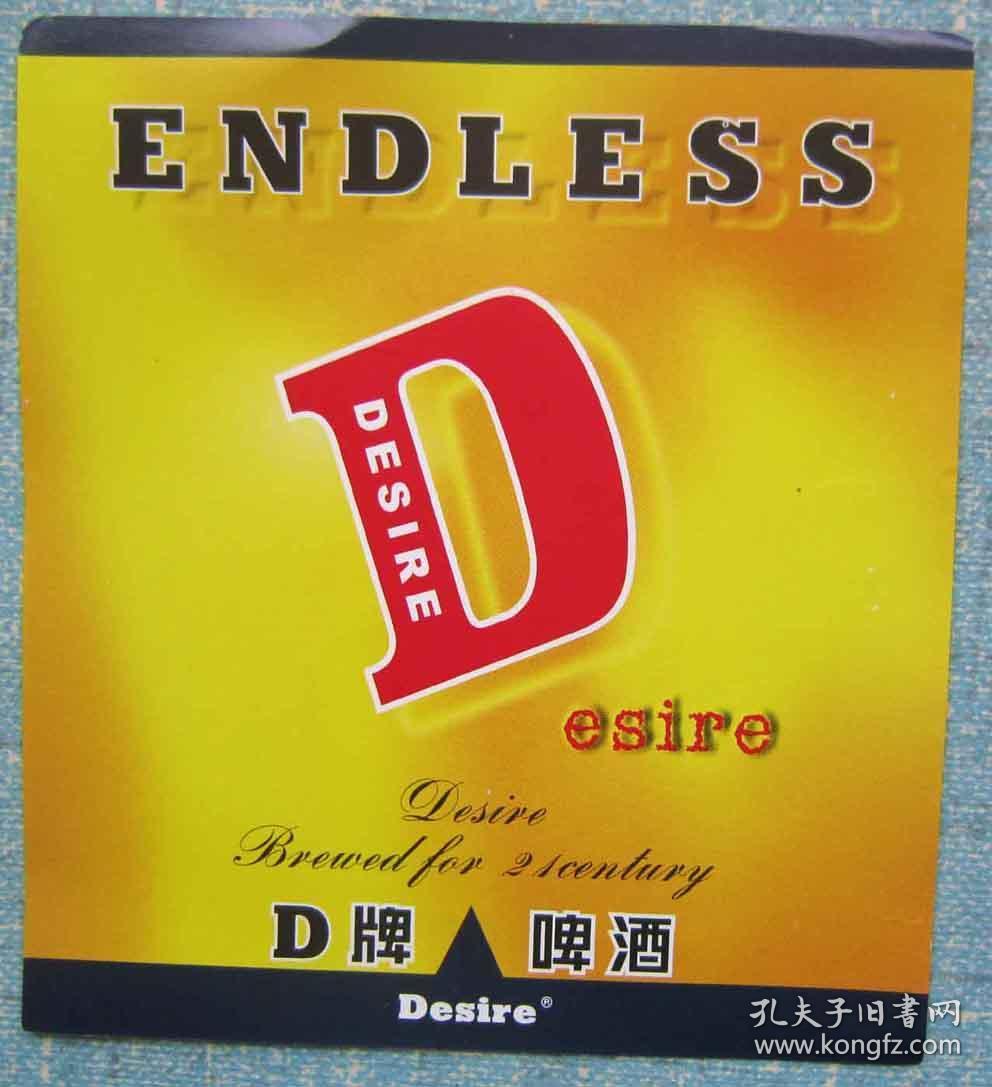 ENDLESS
D
DESIRE
esire
Desire
Brewed for 21century
D牌 啤酒
Desire®
孔夫子旧书网
www.kongfz.com